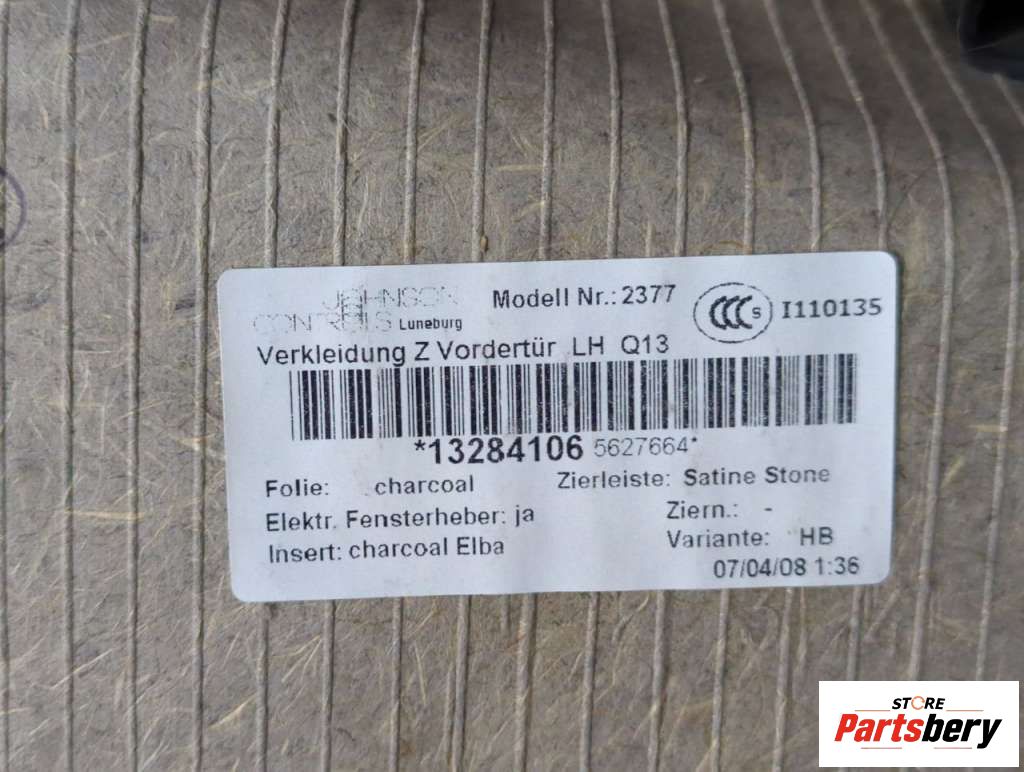 JOHNSON
CONTROLS Luneburg
Modell Nr.: 2377
CCC S I110135
Verkleidung Z Vordertür LH Q13
*13284106 5627664*
Folie: charcoal Zierleiste: Satine Stone
Elektr. Fensterheber: ja Ziern.: -
Insert: charcoal Elba Variante: HB
07/04/08 1:36
STORE
Partsbery